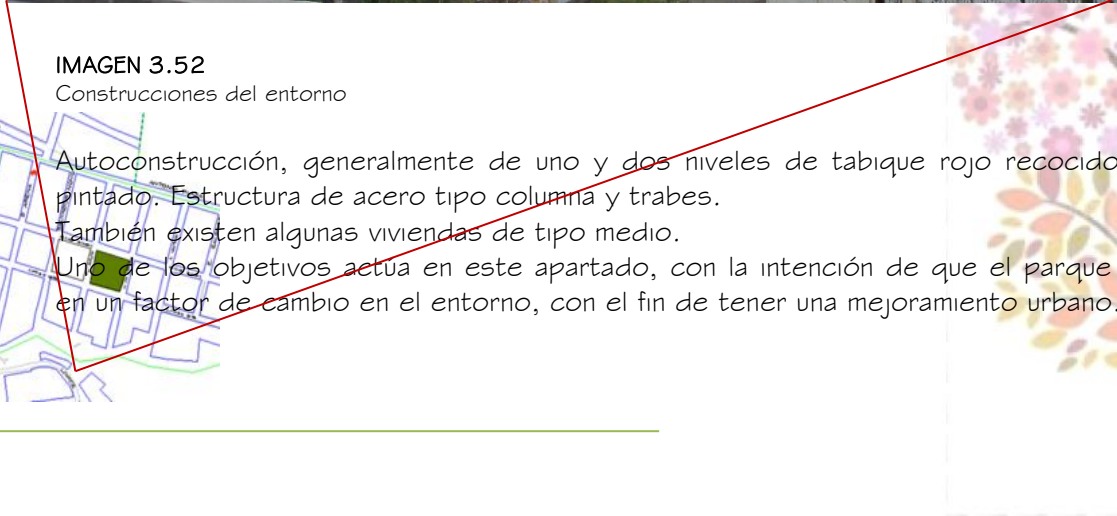 IMAGEN 3.52
Construcciones del entorno
Autoconstrucción, generalmente de uno y dos niveles de tabique rojo recocido
pintado. Estructura de acero tipo columna y trabes.
También existen algunas viviendas de tipo medio.
Uno de los objetivos actúa en este apartado, con la intención de que el parque
en un factor de cambio en el entorno, con el fin de tener una mejoramiento urbano.